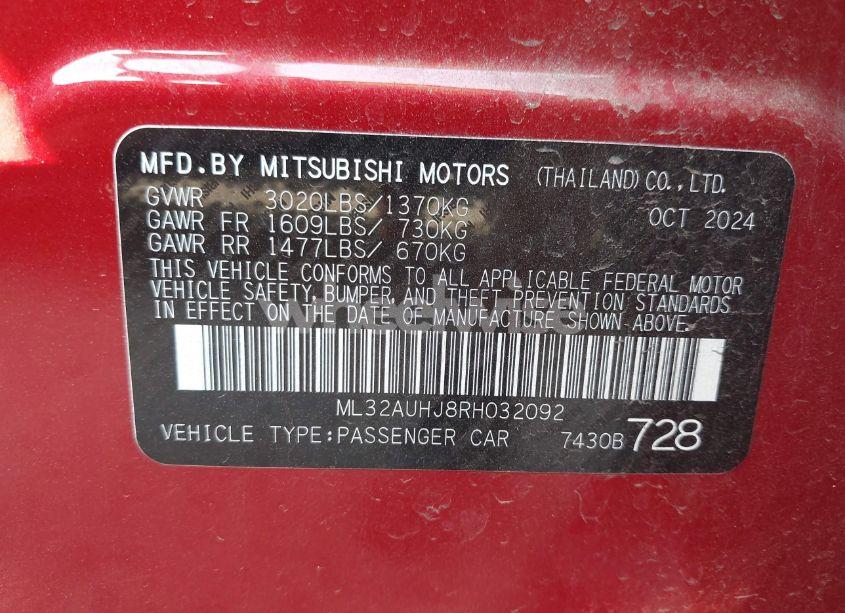 MFD.BY MITSUBISHI MOTORS (THAILAND) CO.,LTD.
GVWR 3020LBS/1370KG OCT 2024
GAWR FR 1609LBS/ 730KG
GAWR RR 1477LBS/ 670KG
THIS VEHICLE CONFORMS TO ALL APPLICABLE FEDERAL MOTOR
VEHICLE SAFETY, BUMPER, AND THEFT PREVENTION STANDARDS
IN EFFECT ON THE DATE OF MANUFACTURE SHOWN ABOVE.
ML32AUHJ8RH032092
VEHICLE TYPE:PASSENGER CAR 7430B 728